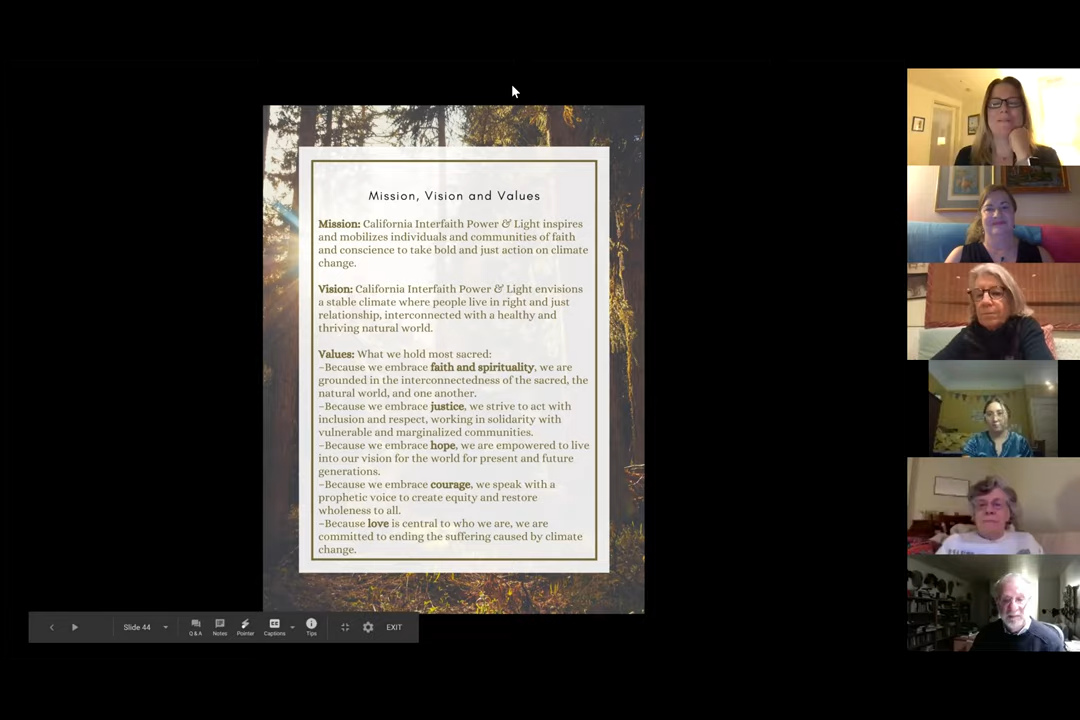 Mission, Vision and Values
Mission: California Interfaith Power & Light inspires
and mobilizes individuals and communities of faith
and conscience to take bold and just action on climate
change.
Vision: California Interfaith Power & Light envisions
a stable climate where people live in right and just
relationship, interconnected with a healthy and
thriving natural world.
Values: What we hold most sacred:
-Because we embrace faith and spirituality, we are
grounded in the interconnectedness of the sacred, the
natural world, and one another.
-Because we embrace justice, we strive to act with
inclusion and respect, working in solidarity with
vulnerable and marginalized communities.
-Because we embrace hope, we are empowered to live
into our vision for the world for present and future
generations.
-Because we embrace courage, we speak with a
prophetic voice to create equity and restore
wholeness to all.
-Because love is central to who we are, we are
committed to ending the suffering caused by climate
change.
Slide 44
Q & A
Notes
Pointer
Captions
Tips
EXIT